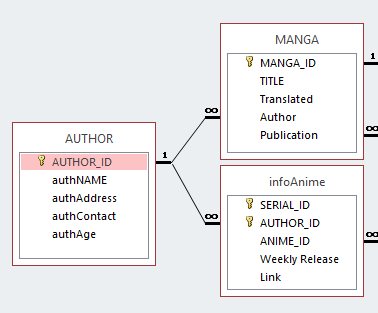 MANGA
MANGA_ID
TITLE
Translated
Author
Publication
1
∞
∞
AUTHOR
AUTHOR_ID
authNAME
authAddress
authContact
authAge
1
∞
infoAnime
SERIAL_ID
AUTHOR_ID
ANIME_ID
Weekly Release
Link
∞